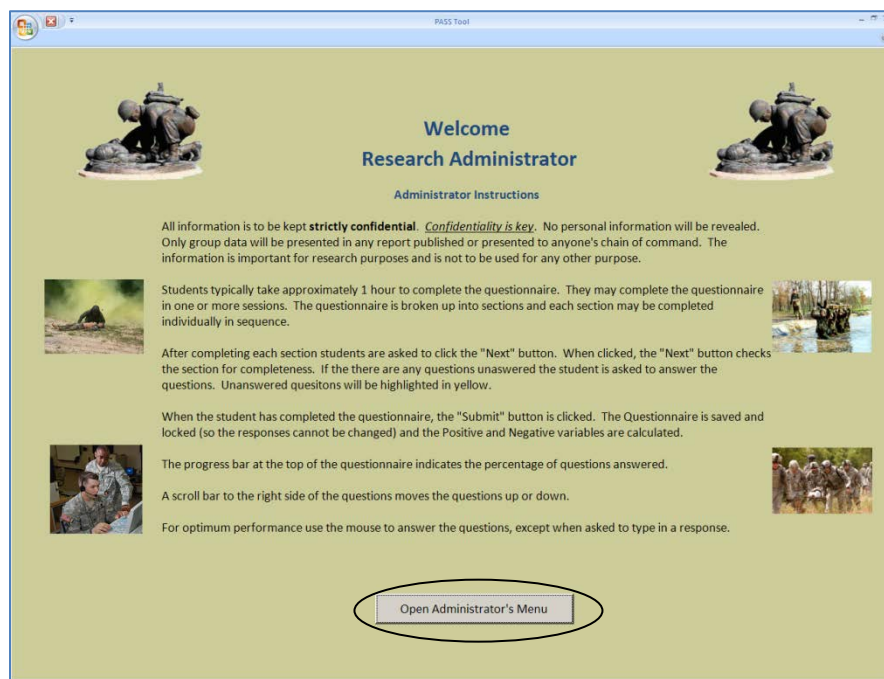 PASS Tool
Welcome
Research Administrator
Administrator Instructions
All information is to be kept strictly confidential. Confidentiality is key. No personal information will be revealed.
Only group data will be presented in any report published or presented to anyone's chain of command. The
information is important for research purposes and is not to be used for any other purpose.
Students typically take approximately 1 hour to complete the questionnaire. They may complete the questionnaire
in one or more sessions. The questionnaire is broken up into sections and each section may be completed
individually in sequence.
After completing each section students are asked to click the "Next" button. When clicked, the "Next" button checks
the section for completeness. If the there are any questions unaswered the student is asked to answer the
questions. Unanswered quesitons will be highlighted in yellow.
When the student has completed the questionnaire, the "Submit" button is clicked. The Questionnaire is saved and
locked (so the responses cannot be changed) and the Positive and Negative variables are calculated.
The progress bar at the top of the questionnaire indicates the percentage of questions answered.
A scroll bar to the right side of the questions moves the questions up or down.
For optimum performance use the mouse to answer the questions, except when asked to type in a response.
Open Administrator's Menu